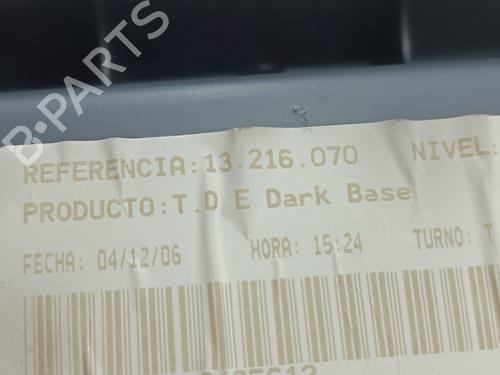 B-PARTS
REFERENCIA:13.216.070 NIVEL:
PRODUCTO:T.D E Dark Base
FECHA: 04/12/06 HORA: 15:24 TURNO: T